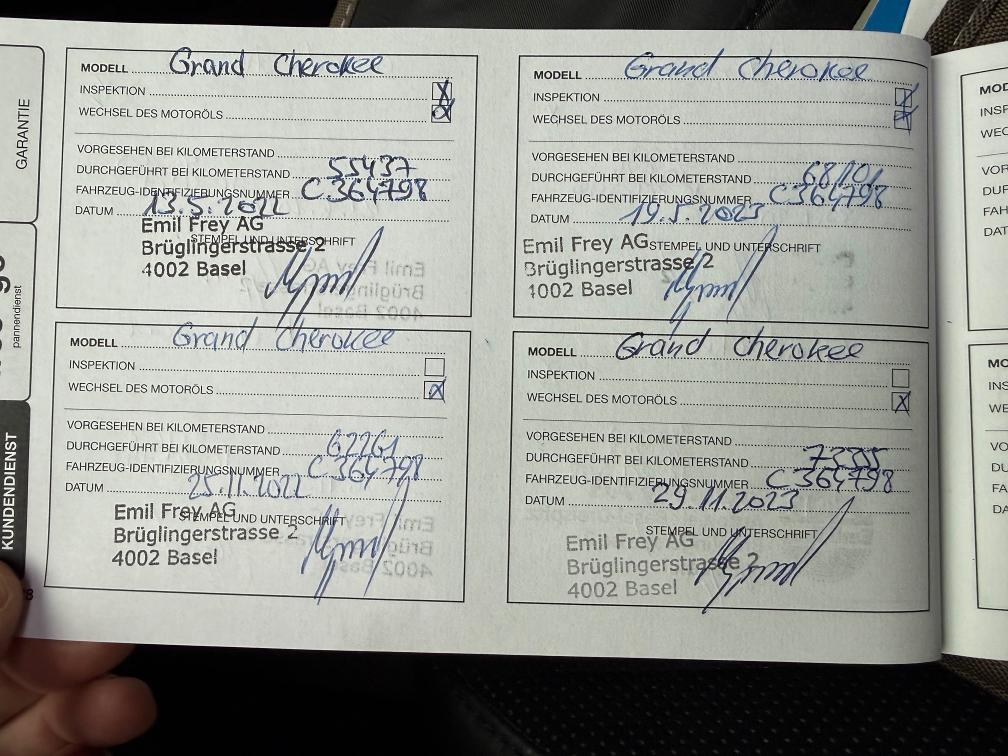 GARANTIE
pannendienst
KUNDENDIENST
MODELL Grand Cherokee
INSPEKTION X
WECHSEL DES MOTORÖLS X
VORGESEHEN BEI KILOMETERSTAND
DURCHGEFÜHRT BEI KILOMETERSTAND 55437
FAHRZEUG-IDENTIFIZIERUNGSNUMMER C364798
DATUM 13.5.2022
STEMPEL UND UNTERSCHRIFT
Emil Frey AG
Brüglingerstrasse 2
4002 Basel
MODELL Grand Cherokee
INSPEKTION X
WECHSEL DES MOTORÖLS X
VORGESEHEN BEI KILOMETERSTAND
DURCHGEFÜHRT BEI KILOMETERSTAND 68101
FAHRZEUG-IDENTIFIZIERUNGSNUMMER C364798
DATUM 19.5.2023
STEMPEL UND UNTERSCHRIFT
Emil Frey AG
Brüglingerstrasse 2
4002 Basel
MODELL Grand Cherokee
INSPEKTION
WECHSEL DES MOTORÖLS X
VORGESEHEN BEI KILOMETERSTAND
DURCHGEFÜHRT BEI KILOMETERSTAND 62261
FAHRZEUG-IDENTIFIZIERUNGSNUMMER C364798
DATUM 25.11.2022
STEMPEL UND UNTERSCHRIFT
Emil Frey AG
Brüglingerstrasse 2
4002 Basel
MODELL Grand Cherokee
INSPEKTION
WECHSEL DES MOTORÖLS X
VORGESEHEN BEI KILOMETERSTAND
DURCHGEFÜHRT BEI KILOMETERSTAND
FAHRZEUG-IDENTIFIZIERUNGSNUMMER C364798
DATUM 29.11.2023
STEMPEL UND UNTERSCHRIFT
Emil Frey AG
Brüglingerstrasse 2
4002 Basel